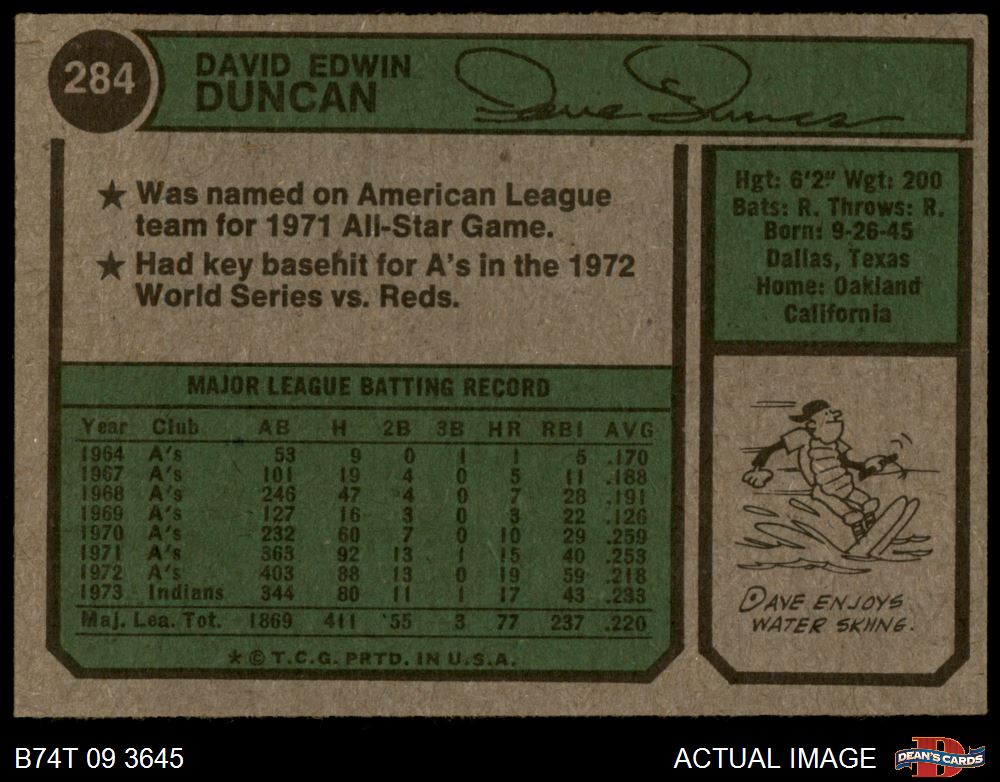 284
DAVID EDWIN
DUNCAN
Dave Duncan
★ Was named on American League
team for 1971 All-Star Game.
★ Had key basehit for A's in the 1972
World Series vs. Reds.
Hgt: 6'2" Wgt: 200
Bats: R. Throws: R.
Born: 9-26-45
Dallas, Texas
Home: Oakland
California
MAJOR LEAGUE BATTING RECORD
Year Club AB H 2B 3B HR RBI AVG
1964 A's 53 9 0 1 1 5 .170
1967 A's 101 19 4 0 5 11 .188
1968 A's 246 47 4 0 7 28 .191
1969 A's 127 16 3 0 3 22 .126
1970 A's 232 60 7 0 10 29 .259
1971 A's 363 92 13 1 15 40 .253
1972 A's 403 88 13 0 19 59 .218
1973 Indians 344 80 11 1 17 43 .233
Maj. Lea. Tot. 1869 411 55 3 77 237 .220
* © T.C.G. PRTD. IN U.S.A.
DAVE ENJOYS
WATER SKIING.
B74T 09 3645
ACTUAL IMAGE
D
DEAN'S CARDS